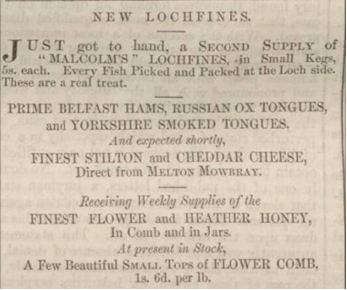 NEW LOCHFINES.
JUST got to hand, a SECOND SUPPLY of
"MALCOLM'S" LOCHFINES, in Small Kegs,
5s. each. Every Fish Picked and Packed at the Loch side.
These are a real treat.
PRIME BELFAST HAMS, RUSSIAN OX TONGUES,
and YORKSHIRE SMOKED TONGUES.
And expected shortly,
FINEST STILTON and CHEDDAR CHEESE,
Direct from MELTON MOWBRAY.
Receiving Weekly Supplies of the
FINEST FLOWER and HEATHER HONEY,
In Comb and in Jars.
At present in Stock,
A Few Beautiful SMALL TOPS of FLOWER COMB,
1s. 6d. per lb.